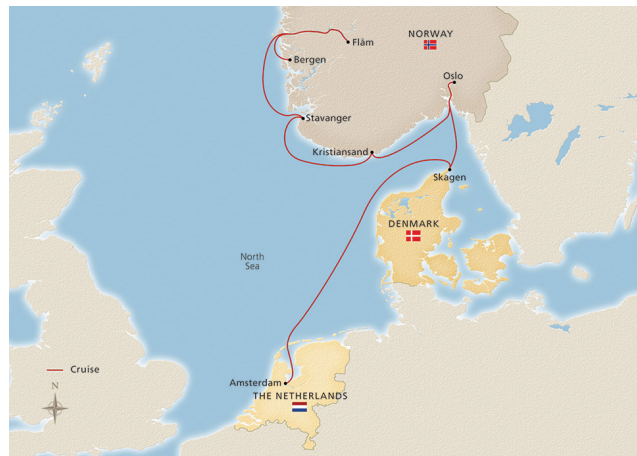 NORWAY
Flåm
Bergen
Oslo
Stavanger
Kristiansand
Skagen
DENMARK
North
Sea
Cruise
N
Amsterdam
THE NETHERLANDS